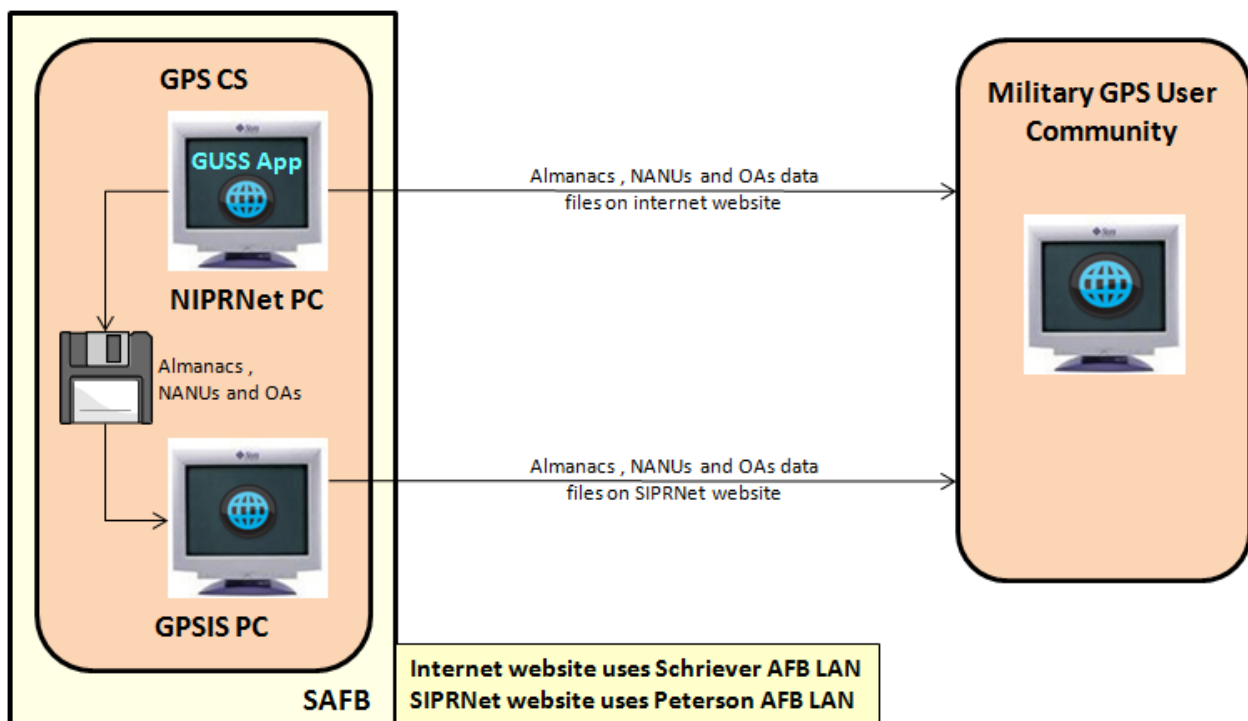 GPS CS
GUSS App
NIPRNet PC
Almanacs ,
NANUs and OAs
GPSIS PC
SAFB
Almanacs , NANUs and OAs data
files on internet website
Almanacs , NANUs and OAs data
files on SIPRNet website
Internet website uses Schriever AFB LAN
SIPRNet website uses Peterson AFB LAN
Military GPS User
Community